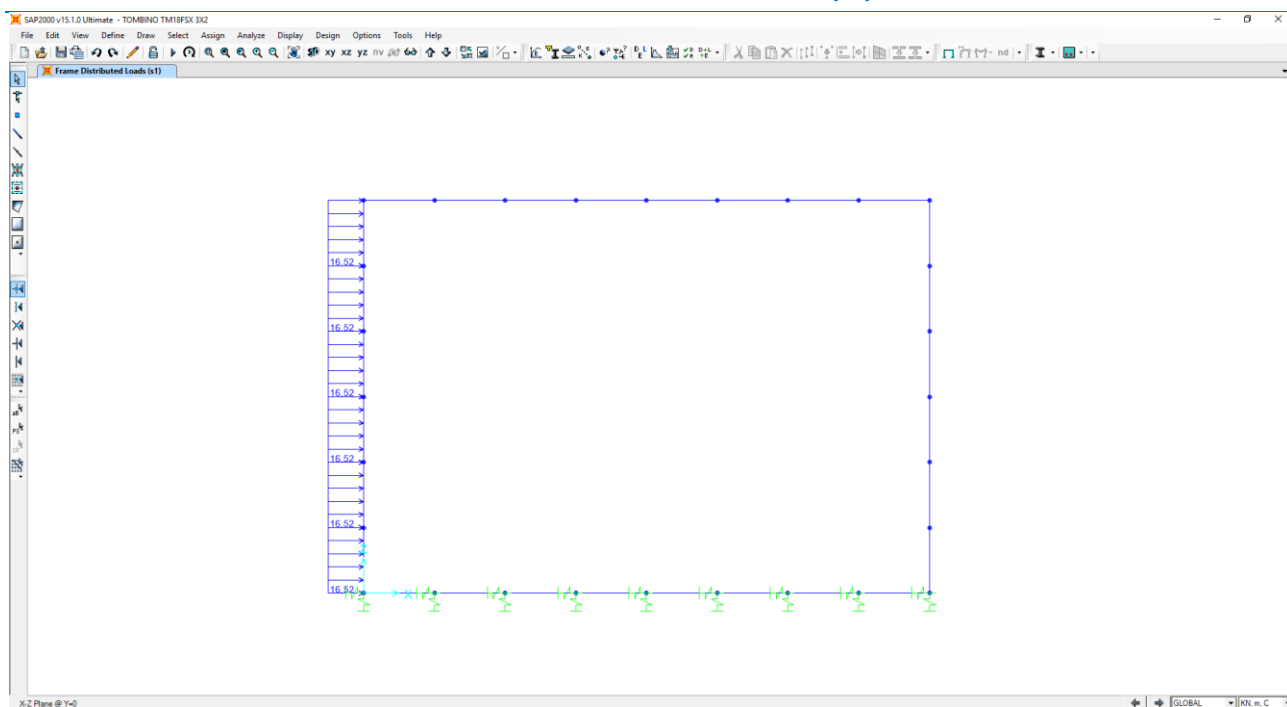 SAP2000 v15.1.0 Ultimate - TOMBINO TM18FSX 3X2
File Edit View Define Draw Select Assign Analyze Display Design Options Tools Help
xy xz yz nv nd
Frame Distributed Loads (s1)
16.52
16.52
16.52
16.52
16.52
16.52
X
X-Z Plane @ Y=0
GLOBAL
KN, m, C